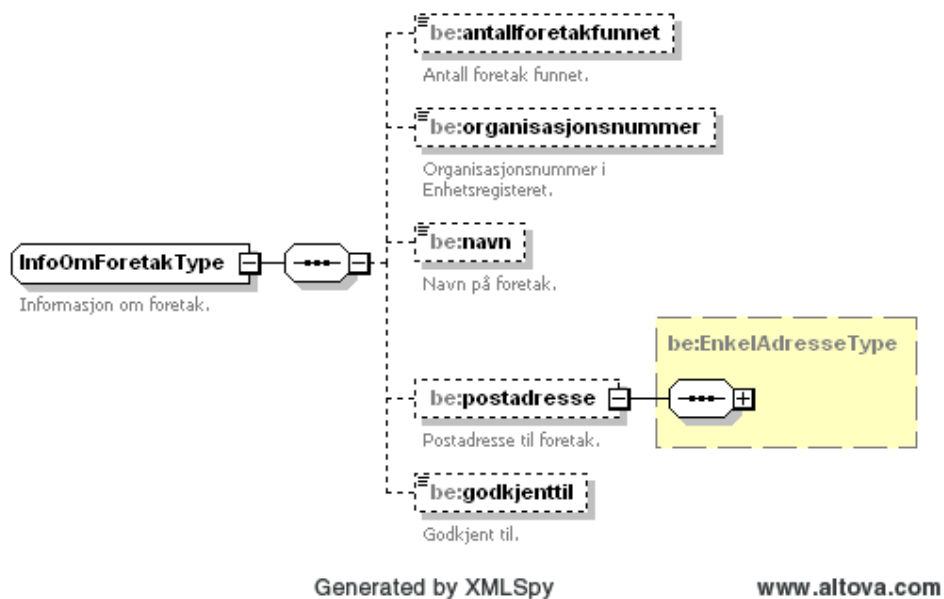 be:antallforetakfunnet
Antall foretak funnet.
be:organisasjonsnummer
Organisasjonsnummer i
Enhetsregisteret.
be:navn
Navn på foretak.
InfoOmForetakType
Informasjon om foretak.
be:EnkelAdresseType
be:postadresse
Postadresse til foretak.
be:godkjenttil
Godkjent til.
Generated by XMLSpy
www.altova.com